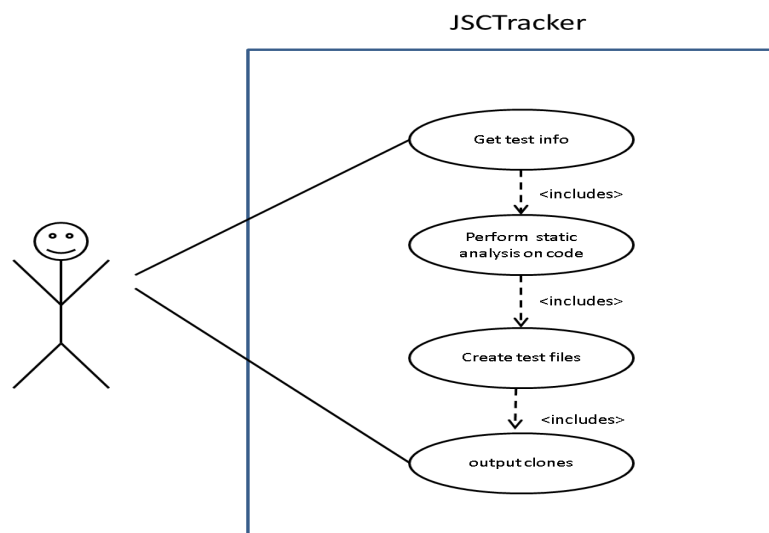 JSCTracker
Get test info
<includes>
Perform static
analysis on code
<includes>
Create test files
<includes>
output clones